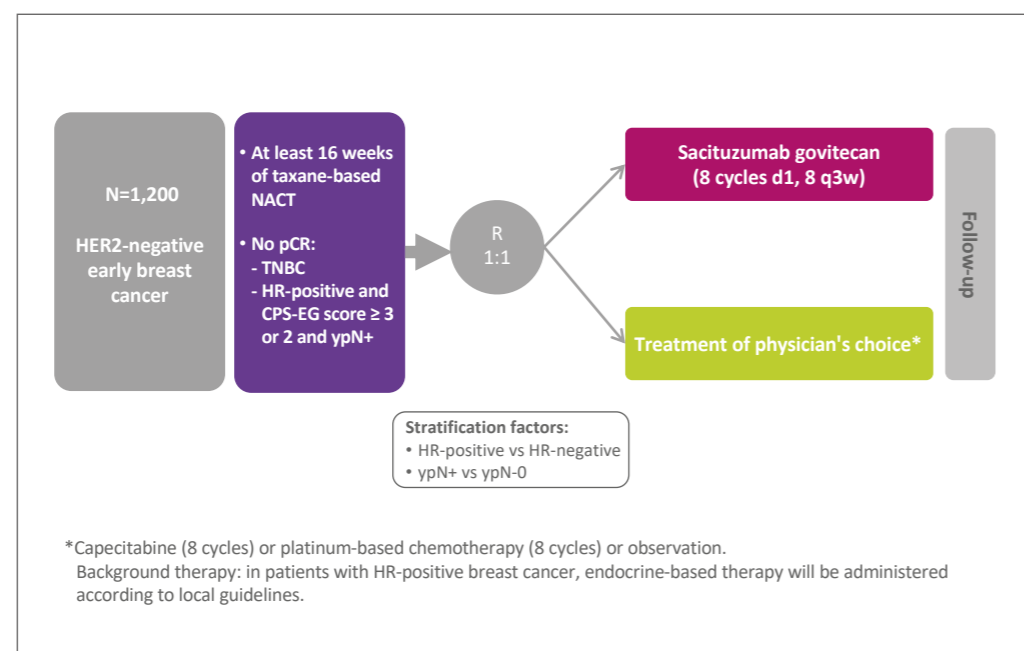 N=1,200
HER2-negative
early breast
cancer
• At least 16 weeks
of taxane-based
NACT
• No pCR:
- TNBC
- HR-positive and
CPS-EG score ≥ 3
or 2 and ypN+
R
1:1
Sacituzumab govitecan
(8 cycles d1, 8 q3w)
Treatment of physician's choice*
Follow-up
Stratification factors:
• HR-positive vs HR-negative
• ypN+ vs ypN-0
*Capecitabine (8 cycles) or platinum-based chemotherapy (8 cycles) or observation.
Background therapy: in patients with HR-positive breast cancer, endocrine-based therapy will be administered
according to local guidelines.